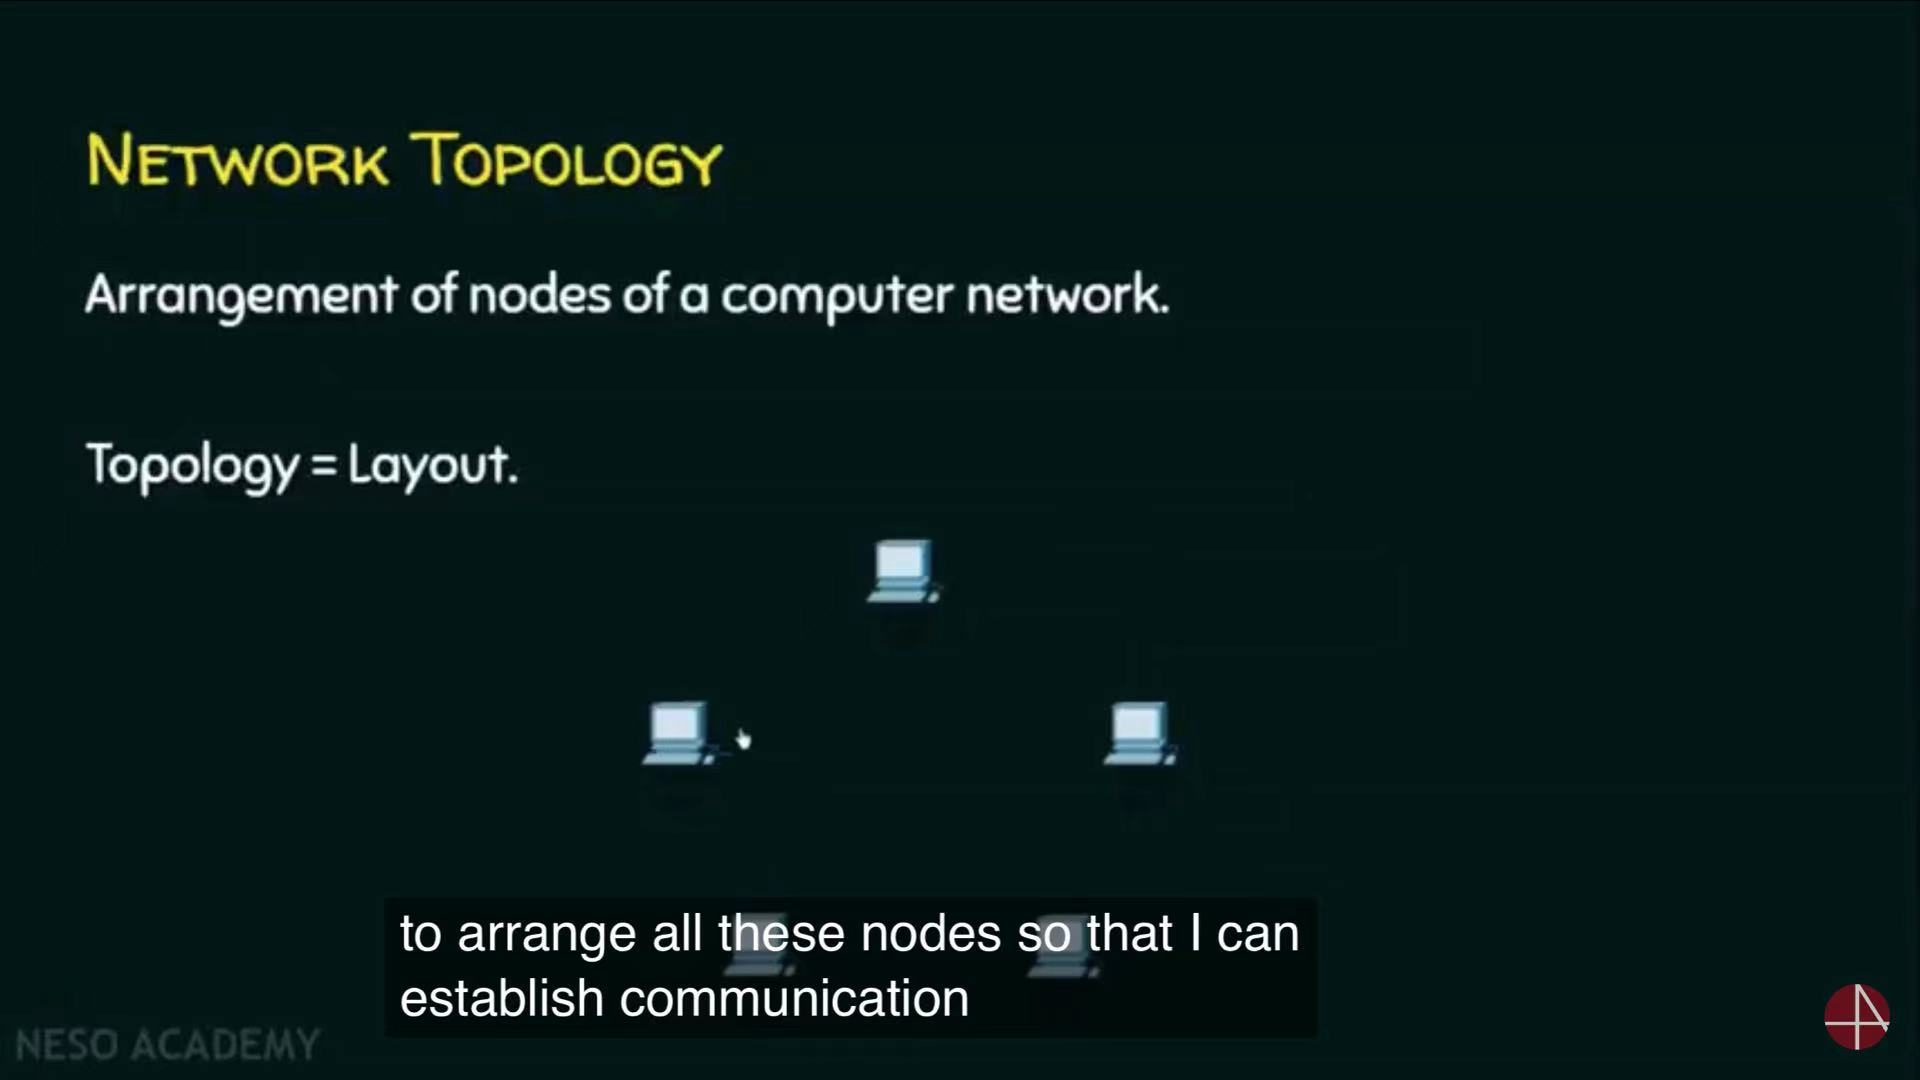 NETWORK TOPOLOGY
Arrangement of nodes of a computer network.
Topology = Layout.
to arrange all these nodes so that I can
establish communication
NESO ACADEMY